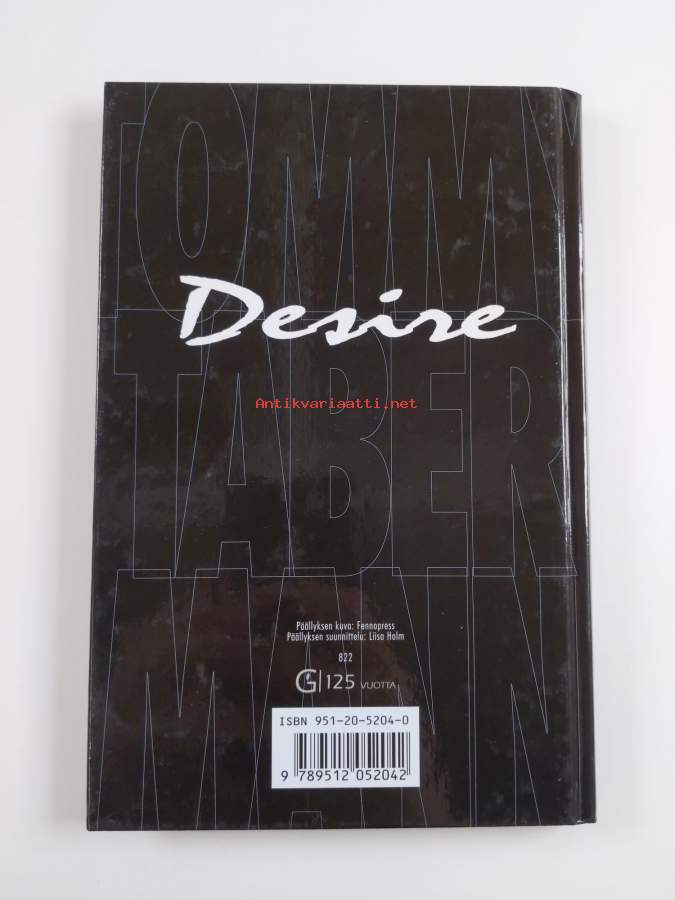 TOMMY
Desire
TABER
Antikvariaatti.net
MANN
Päällyksen kuva: Fennopress
Päällyksen suunnittelu: Liisa Holm
822
G 125 VUOTTA
ISBN 951-20-5204-0
9 789512 052042